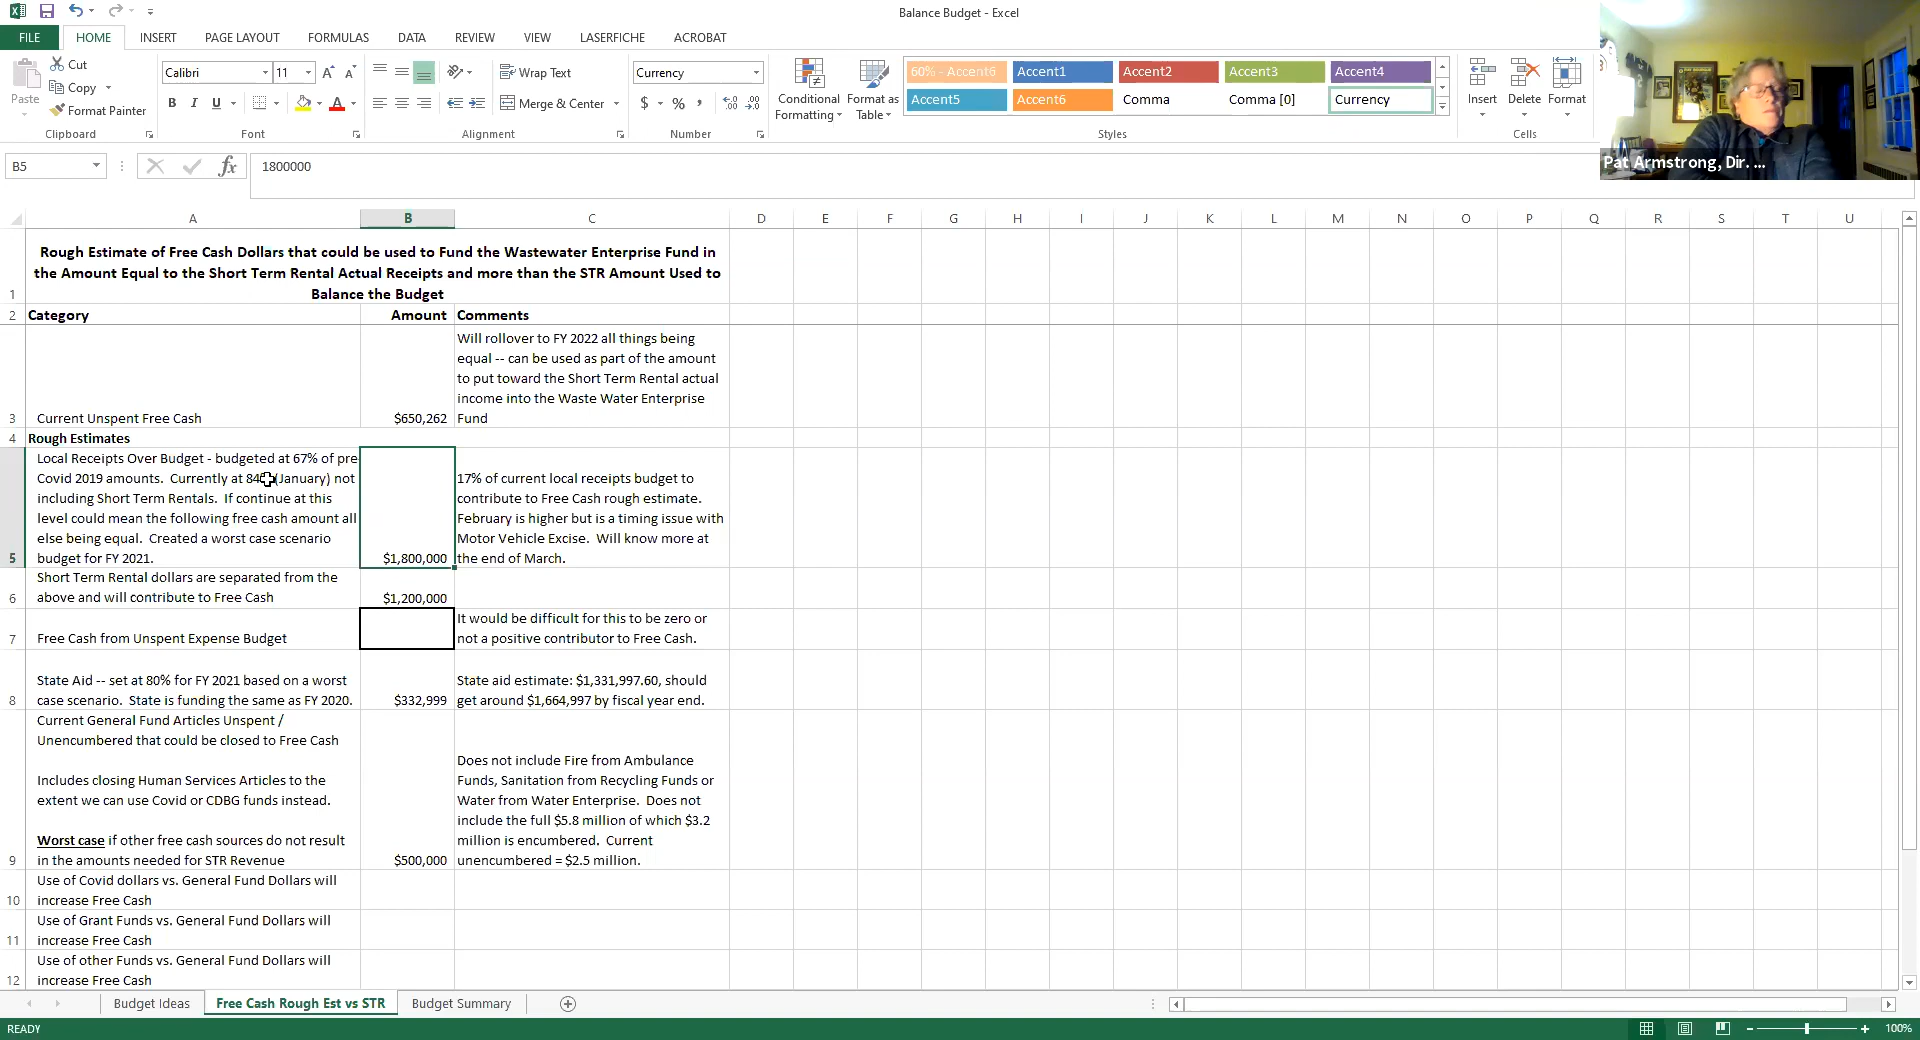 Balance Budget - Excel
FILE HOME INSERT PAGE LAYOUT FORMULAS DATA REVIEW VIEW LASERFICHE ACROBAT
Paste
Cut
Copy
Format Painter
Clipboard
Calibri 11
B I U
Font
Wrap Text
Merge & Center
Alignment
Currency
$ % ,
Number
Conditional Formatting
Format as Table
60% - Accent6 Accent1 Accent2 Accent3 Accent4
Accent5 Accent6 Comma Comma [0] Currency
Styles
Insert Delete Format
Cells
Pat Armstrong, Dir. ...
B5 fx 1800000
A B C D E F G H I J K L M N O P Q R S T U
Rough Estimate of Free Cash Dollars that could be used to Fund the Wastewater Enterprise Fund in
the Amount Equal to the Short Term Rental Actual Receipts and more than the STR Amount Used to
1 Balance the Budget
2 Category Amount Comments
Will rollover to FY 2022 all things being
equal -- can be used as part of the amount
to put toward the Short Term Rental actual
income into the Waste Water Enterprise
3 Current Unspent Free Cash $650,262 Fund
4 Rough Estimates
Local Receipts Over Budget - budgeted at 67% of pre
Covid 2019 amounts. Currently at (January) not
including Short Term Rentals. If continue at this
level could mean the following free cash amount all
else being equal. Created a worst case scenario
5 budget for FY 2021. $1,800,000
17% of current local receipts budget to
contribute to Free Cash rough estimate.
February is higher but is a timing issue with
Motor Vehicle Excise. Will know more at
the end of March.
Short Term Rental dollars are separated from the
6 above and will contribute to Free Cash $1,200,000
7 Free Cash from Unspent Expense Budget
It would be difficult for this to be zero or
not a positive contributor to Free Cash.
State Aid -- set at 80% for FY 2021 based on a worst
8 case scenario. State is funding the same as FY 2020. $332,999
State aid estimate: $1,331,997.60, should
get around $1,664,997 by fiscal year end.
Current General Fund Articles Unspent /
Unencumbered that could be closed to Free Cash
Includes closing Human Services Articles to the
extent we can use Covid or CDBG funds instead.
Worst case if other free cash sources do not result
9 in the amounts needed for STR Revenue $500,000
Does not include Fire from Ambulance
Funds, Sanitation from Recycling Funds or
Water from Water Enterprise. Does not
include the full $5.8 million of which $3.2
million is encumbered. Current
unencumbered = $2.5 million.
Use of Covid dollars vs. General Fund Dollars will
10 increase Free Cash
Use of Grant Funds vs. General Fund Dollars will
11 increase Free Cash
Use of other Funds vs. General Fund Dollars will
12 increase Free Cash
Budget Ideas Free Cash Rough Est vs STR Budget Summary
READY 100%